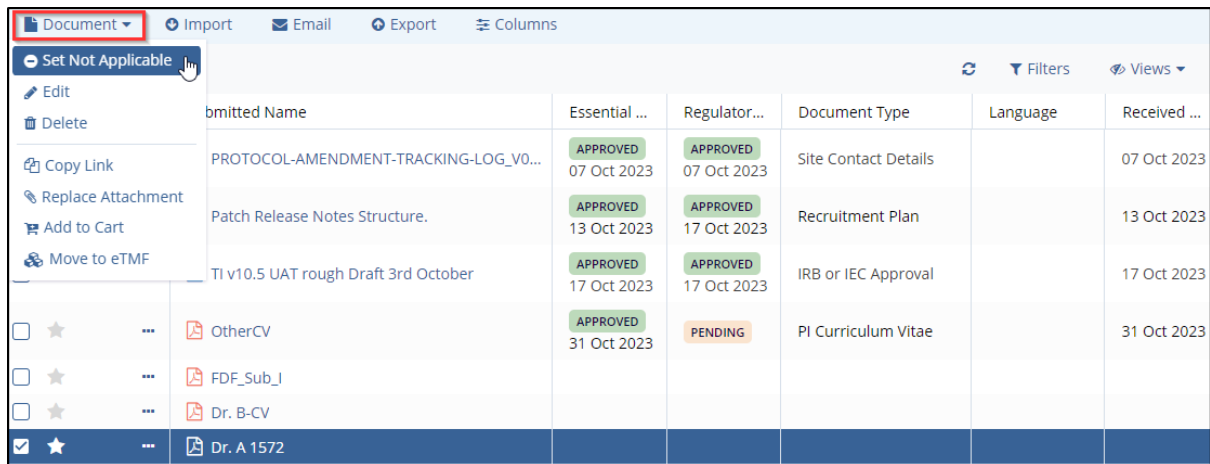 Document Import Email Export Columns
Set Not Applicable
Filters Views
Edit
Delete
bmitted Name Essential ... Regulator... Document Type Language Received ...
Copy Link
Replace Attachment
Add to Cart
Move to eTMF
PROTOCOL-AMENDMENT-TRACKING-LOG_V0... APPROVED 07 Oct 2023 APPROVED 07 Oct 2023 Site Contact Details 07 Oct 2023
Patch Release Notes Structure. APPROVED 13 Oct 2023 APPROVED 17 Oct 2023 Recruitment Plan 13 Oct 2023
TI v10.5 UAT rough Draft 3rd October APPROVED 17 Oct 2023 APPROVED 17 Oct 2023 IRB or IEC Approval 17 Oct 2023
OtherCV APPROVED 31 Oct 2023 PENDING PI Curriculum Vitae 31 Oct 2023
FDF_Sub_I
Dr. B-CV
Dr. A 1572